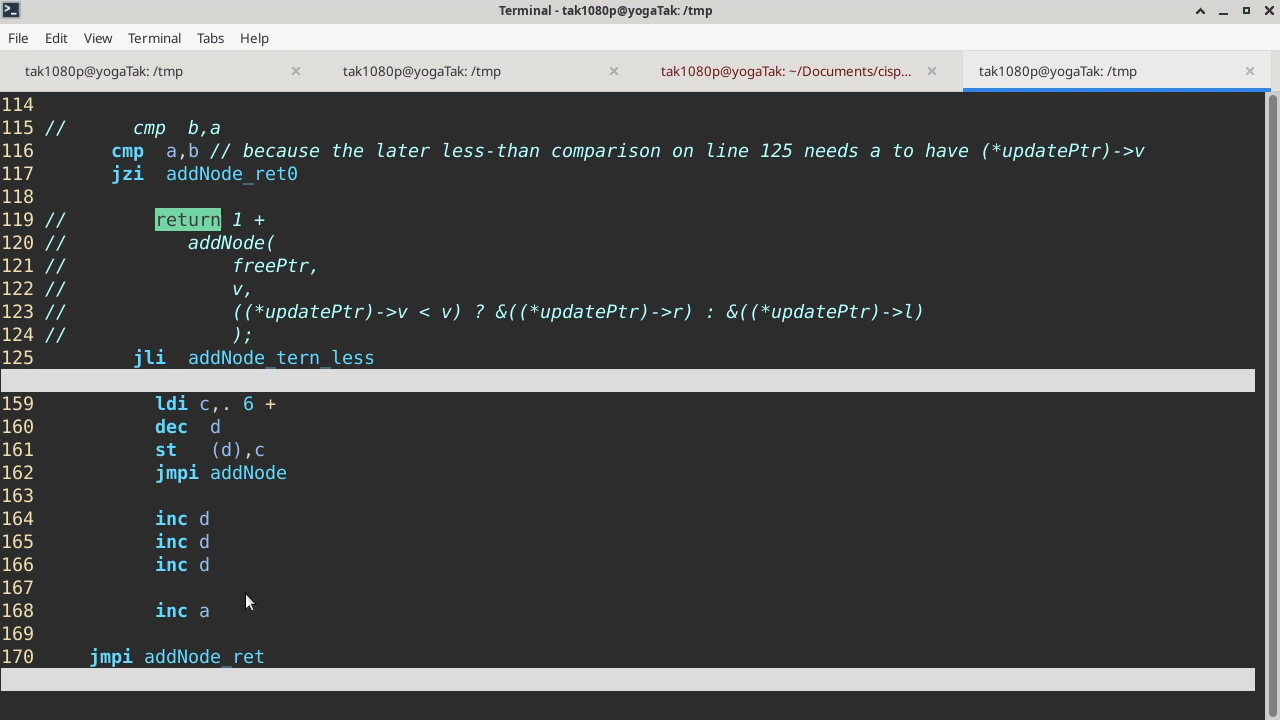 Terminal - tak1080p@yogaTak: /tmp
File Edit View Terminal Tabs Help
tak1080p@yogaTak: /tmp
tak1080p@yogaTak: /tmp
tak1080p@yogaTak: ~/Documents/cisp...
tak1080p@yogaTak: /tmp
114
115 // cmp b,a
116 cmp a,b // because the later less-than comparison on line 125 needs a to have (*updatePtr)->v
117 jzi addNode_ret0
118
119 // return 1 +
120 // addNode(
121 // freePtr,
122 // v,
123 // ((*updatePtr)->v < v) ? &((*updatePtr)->r) : &((*updatePtr)->l)
124 // );
125 jli addNode_tern_less
159 ldi c,. 6 +
160 dec d
161 st (d),c
162 jmpi addNode
163
164 inc d
165 inc d
166 inc d
167
168 inc a
169
170 jmpi addNode_ret